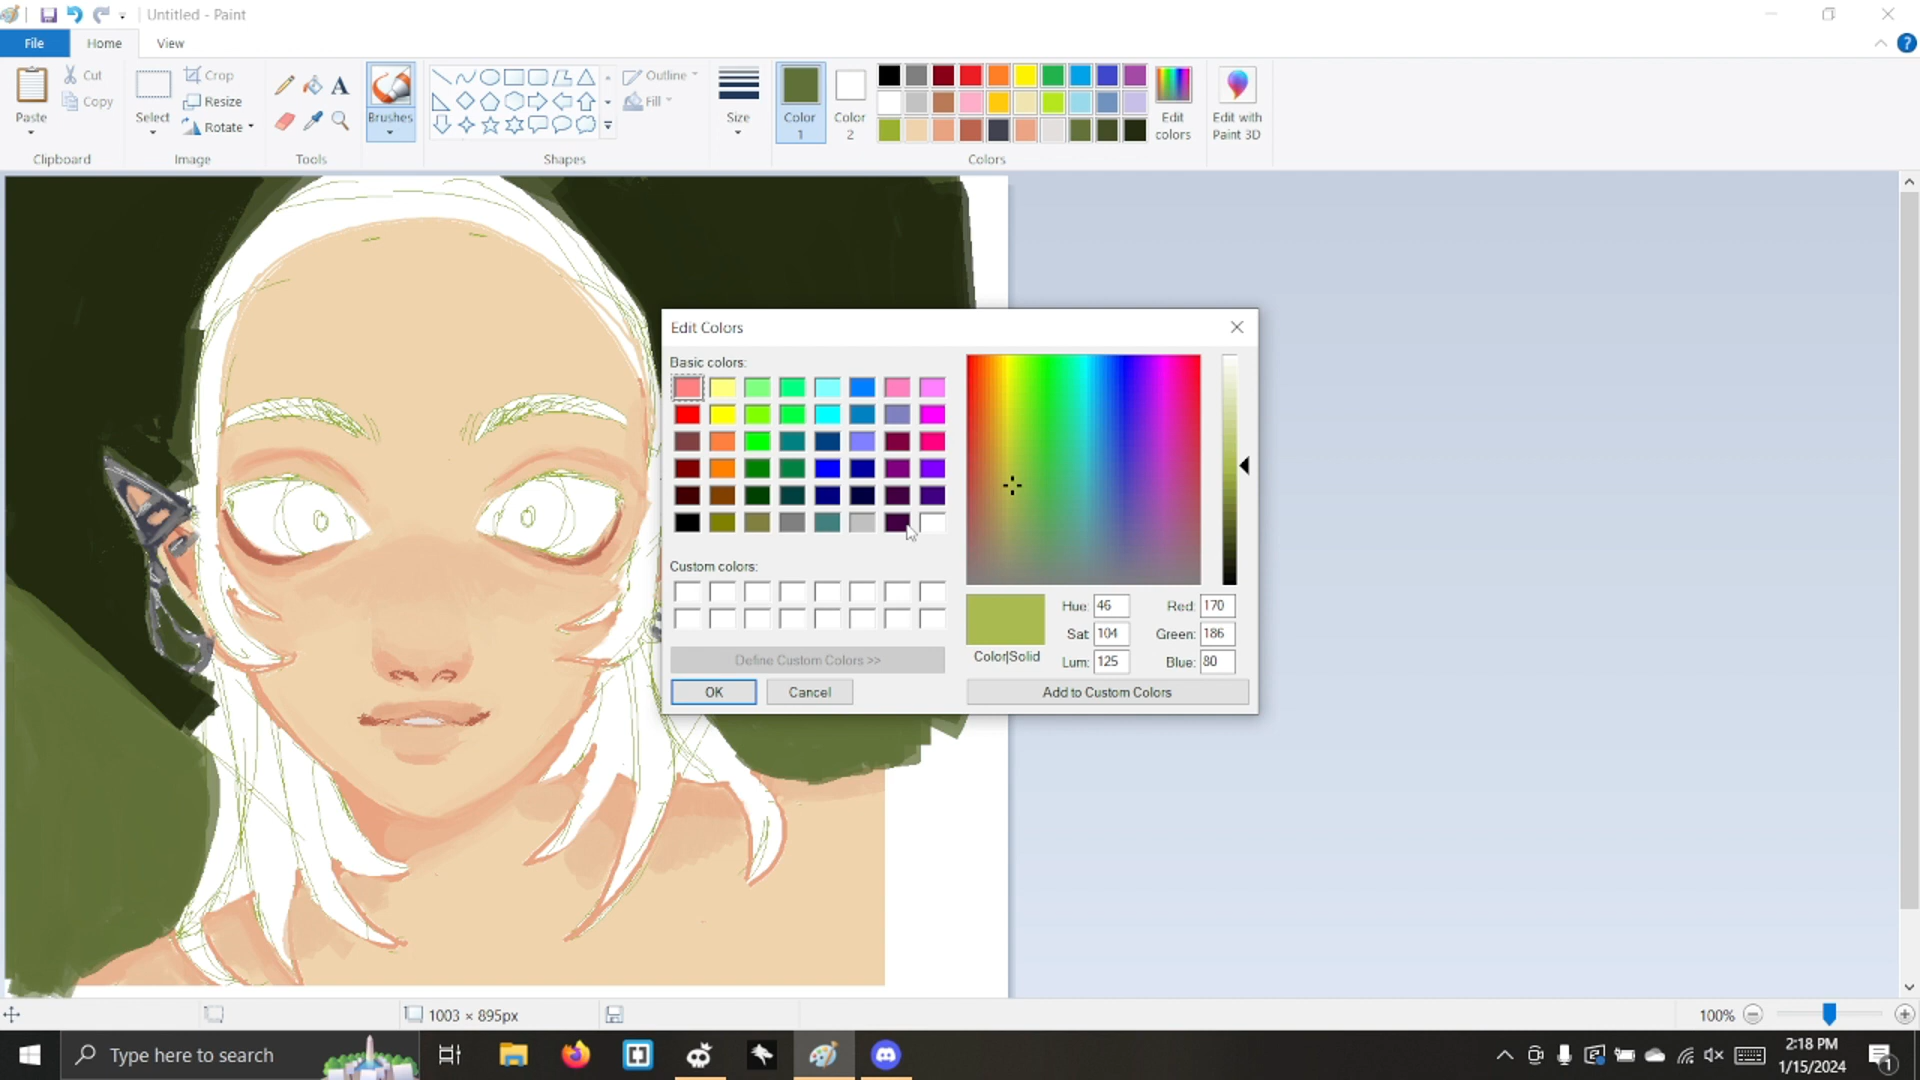 Untitled - Paint
File Home View
Paste
Cut
Copy
Clipboard
Select
Crop
Resize
Rotate
Image
Tools
Brushes
Shapes
Outline
Fill
Size
Color 1
Color 2
Edit colors
Colors
Edit with Paint 3D
Edit Colors
Basic colors:
Custom colors:
Define Custom Colors >>
OK Cancel
Color|Solid
Hue: 46 Red: 170
Sat: 104 Green: 186
Lum: 125 Blue: 80
Add to Custom Colors
1003 × 895px
100%
Type here to search
2:18 PM
1/15/2024
1